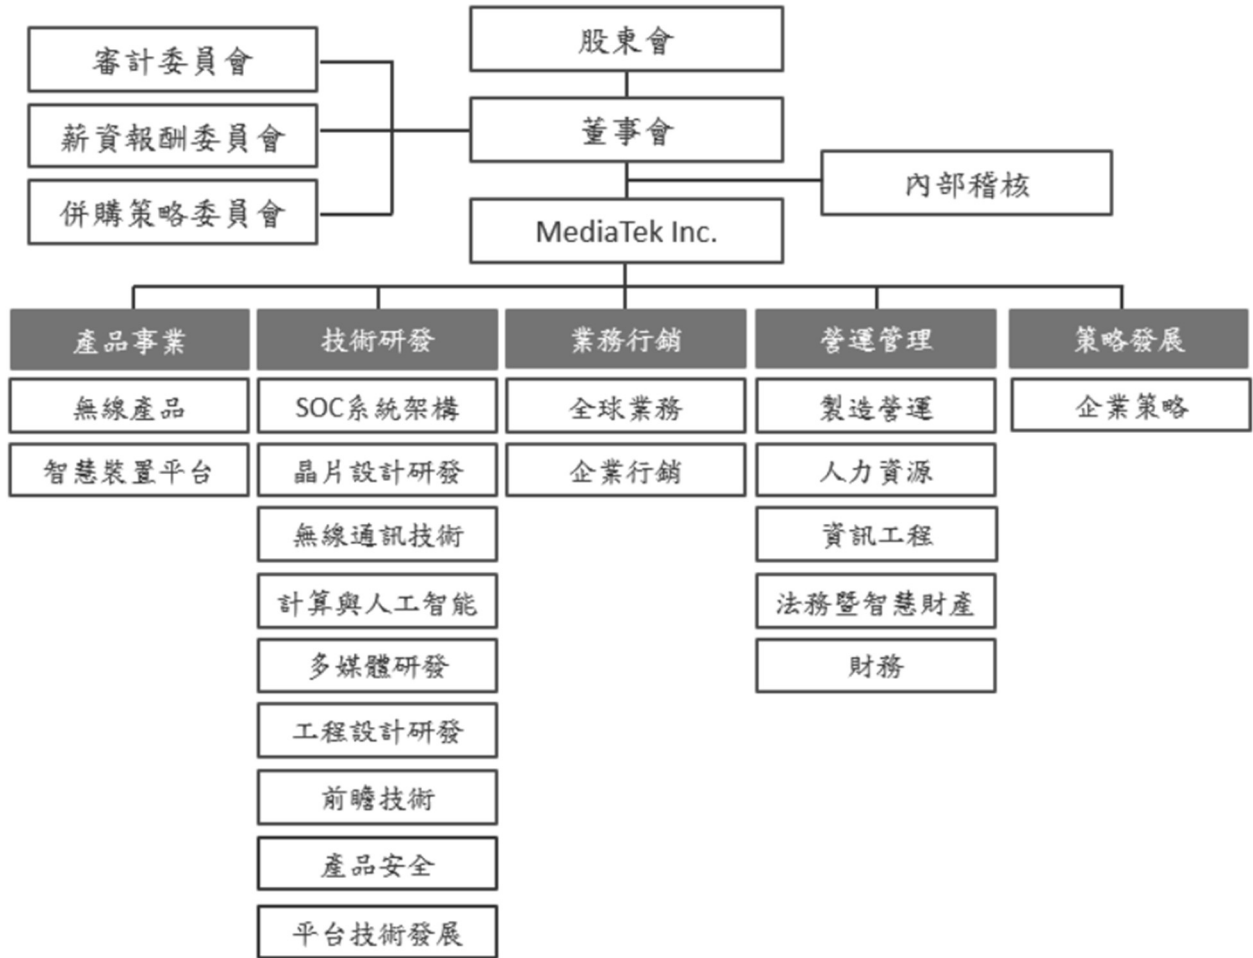 股東會
審計委員會
薪資報酬委員會
併購策略委員會
董事會
內部稽核
MediaTek Inc.
產品事業
無線產品
智慧裝置平台
技術研發
SOC系統架構
晶片設計研發
無線通訊技術
計算與人工智能
多媒體研發
工程設計研發
前瞻技術
產品安全
平台技術發展
業務行銷
全球業務
企業行銷
營運管理
製造營運
人力資源
資訊工程
法務暨智慧財產
財務
策略發展
企業策略